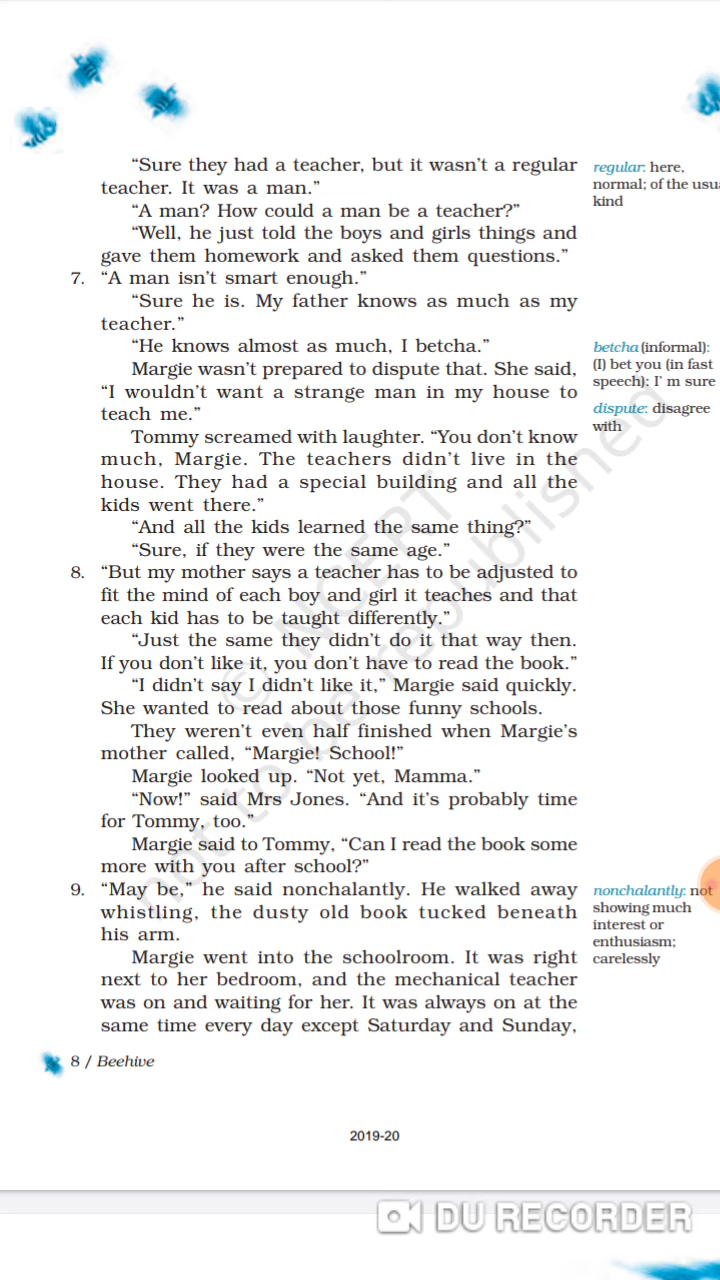 “Sure they had a teacher, but it wasn’t a regular
teacher. It was a man.”
regular: here,
normal; of the usu
kind
“A man? How could a man be a teacher?”
“Well, he just told the boys and girls things and
gave them homework and asked them questions.”
7. “A man isn’t smart enough.”
“Sure he is. My father knows as much as my
teacher.”
“He knows almost as much, I betcha.”
betcha (informal):
(I) bet you (in fast
speech): I’ m sure
Margie wasn’t prepared to dispute that. She said,
“I wouldn’t want a strange man in my house to
teach me.”
dispute: disagree
with
Tommy screamed with laughter. “You don’t know
much, Margie. The teachers didn’t live in the
house. They had a special building and all the
kids went there.”
“And all the kids learned the same thing?”
“Sure, if they were the same age.”
8. “But my mother says a teacher has to be adjusted to
fit the mind of each boy and girl it teaches and that
each kid has to be taught differently.”
“Just the same they didn’t do it that way then.
If you don’t like it, you don’t have to read the book.”
“I didn’t say I didn’t like it,” Margie said quickly.
She wanted to read about those funny schools.
They weren’t even half finished when Margie’s
mother called, “Margie! School!”
Margie looked up. “Not yet, Mamma.”
“Now!” said Mrs Jones. “And it’s probably time
for Tommy, too.”
Margie said to Tommy, “Can I read the book some
more with you after school?”
9. “May be,” he said nonchalantly. He walked away
whistling, the dusty old book tucked beneath
his arm.
nonchalantly: not
showing much
interest or
enthusiasm;
carelessly
Margie went into the schoolroom. It was right
next to her bedroom, and the mechanical teacher
was on and waiting for her. It was always on at the
same time every day except Saturday and Sunday,
© NCERT
not to be republished
8 / Beehive
2019-20
DU RECORDER